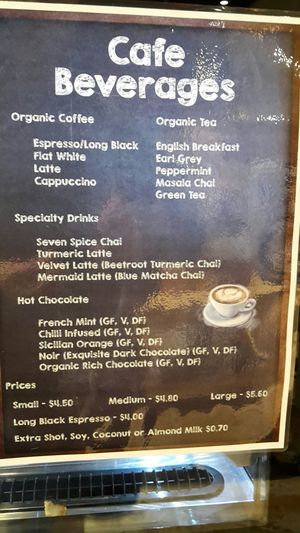 Cafe
Beverages
Organic Coffee
Espresso/Long Black
Flat White
Latte
Cappuccino
Organic Tea
English Breakfast
Earl Grey
Peppermint
Masala Chai
Green Tea
Specialty Drinks
Seven Spice Chai
Turmeric Latte
Velvet Latte (Beetroot Turmeric Chai)
Mermaid Latte (Blue Matcha Chai)
Hot Chocolate
French Mint (GF, V, DF)
Chili Infused (GF, V, DF)
Sicilian Orange (GF, V, DF)
Noir (Exquisite Dark Chocolate) (GF, V, DF)
Organic Rich Chocolate (GF, V, DF)
Prices
Small - $4.50 Medium - $4.80 Large - $5.50
Long Black Espresso - $4.00
Extra Shot, Soy, Coconut or Almond Milk $0.70